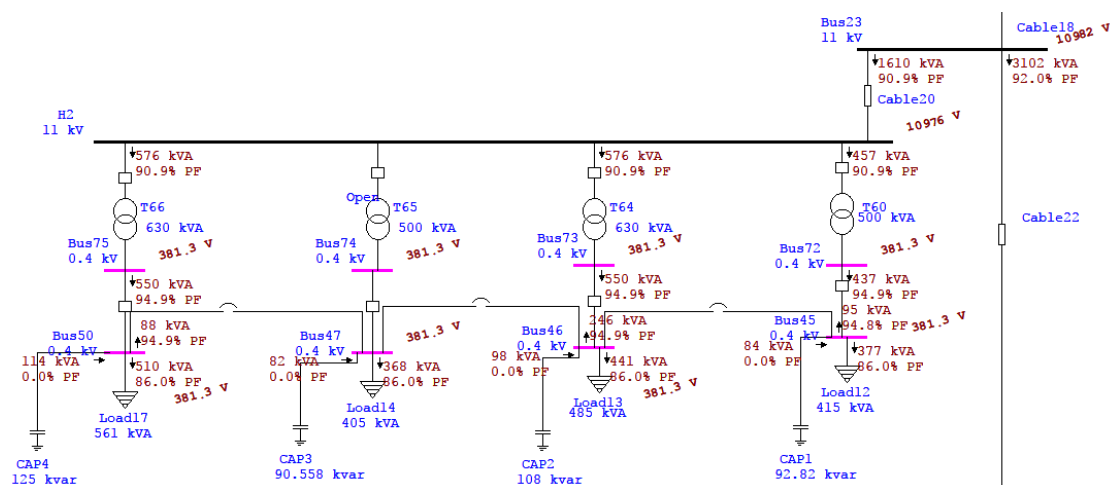 Bus23
11 kV
Cable18
10982 V
1610 kVA
90.9% PF
3102 kVA
92.0% PF
Cable20
H2
11 kV
10976 V
576 kVA
90.9% PF
576 kVA
90.9% PF
457 kVA
90.9% PF
T66
630 kVA
Open
T65
500 kVA
T64
630 kVA
T60
500 kVA
Cable22
Bus75
0.4 kV
381.3 V
Bus74
0.4 kV
381.3 V
Bus73
0.4 kV
381.3 V
Bus72
0.4 kV
381.3 V
550 kVA
94.9% PF
550 kVA
94.9% PF
437 kVA
94.9% PF
Bus50
0.4 kV
88 kVA
94.9% PF
Bus47
0.4 kV
381.3 V
Bus46
0.4 kV
246 kVA
94.9% PF
Bus45
0.4 kV
95 kVA
94.8% PF
381.3 V
114 kVA
0.0% PF
510 kVA
86.0% PF
381.3 V
82 kVA
0.0% PF
368 kVA
86.0% PF
98 kVA
0.0% PF
441 kVA
86.0% PF
381.3 V
84 kVA
0.0% PF
377 kVA
86.0% PF
Load17
561 kVA
Load14
405 kVA
Load13
485 kVA
Load12
415 kVA
CAP4
125 kvar
CAP3
90.558 kvar
CAP2
108 kvar
CAP1
92.82 kvar